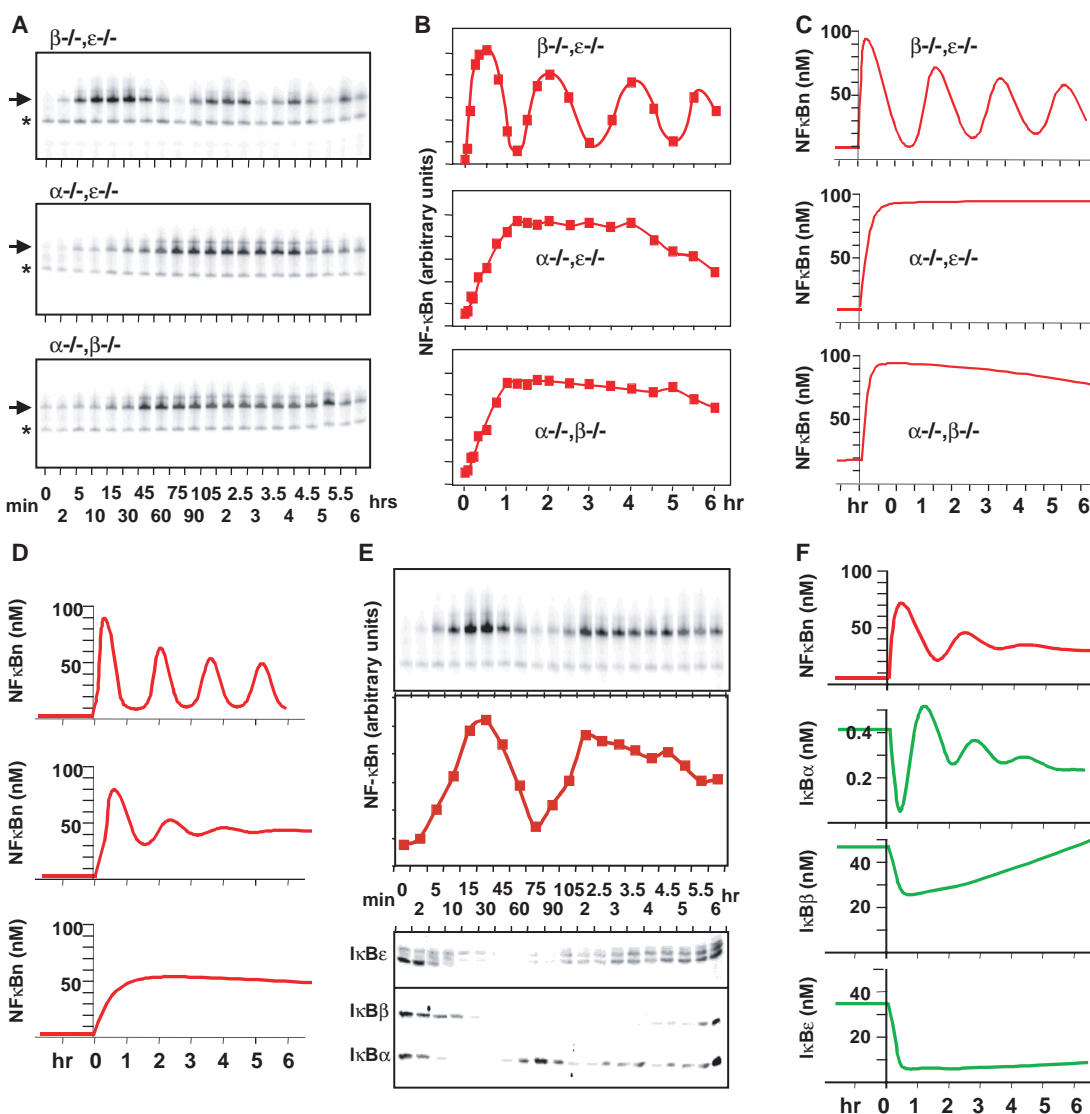 A
β-/-,ε-/-
*
α-/-,ε-/-
*
α-/-,β-/-
*
min 0 5 15 45 75 105 2.5 3.5 4.5 5.5 hrs
2 10 30 60 90 2 3 4 5 6
B
β-/-,ε-/-
α-/-,ε-/-
α-/-,β-/-
NF-κBn (arbitrary units)
0 1 2 3 4 5 6 hr
C
β-/-,ε-/-
NFκBn (nM)
100
50
α-/-,ε-/-
NFκBn (nM)
100
50
α-/-,β-/-
NFκBn (nM)
100
50
hr 0 1 2 3 4 5 6
D
NFκBn (nM)
100
50
NFκBn (nM)
100
50
NFκBn (nM)
100
50
hr 0 1 2 3 4 5 6
E
NF-κBn (arbitrary units)
min 0 5 15 45 75 105 2.5 3.5 4.5 5.5 hr
2 10 30 60 90 2 3 4 5 6
IκBε
IκBβ
IκBα
F
NFκBn (nM)
100
50
IκBα
0.4
0.2
IκBβ (nM)
40
20
IκBε (nM)
40
20
hr 0 1 2 3 4 5 6